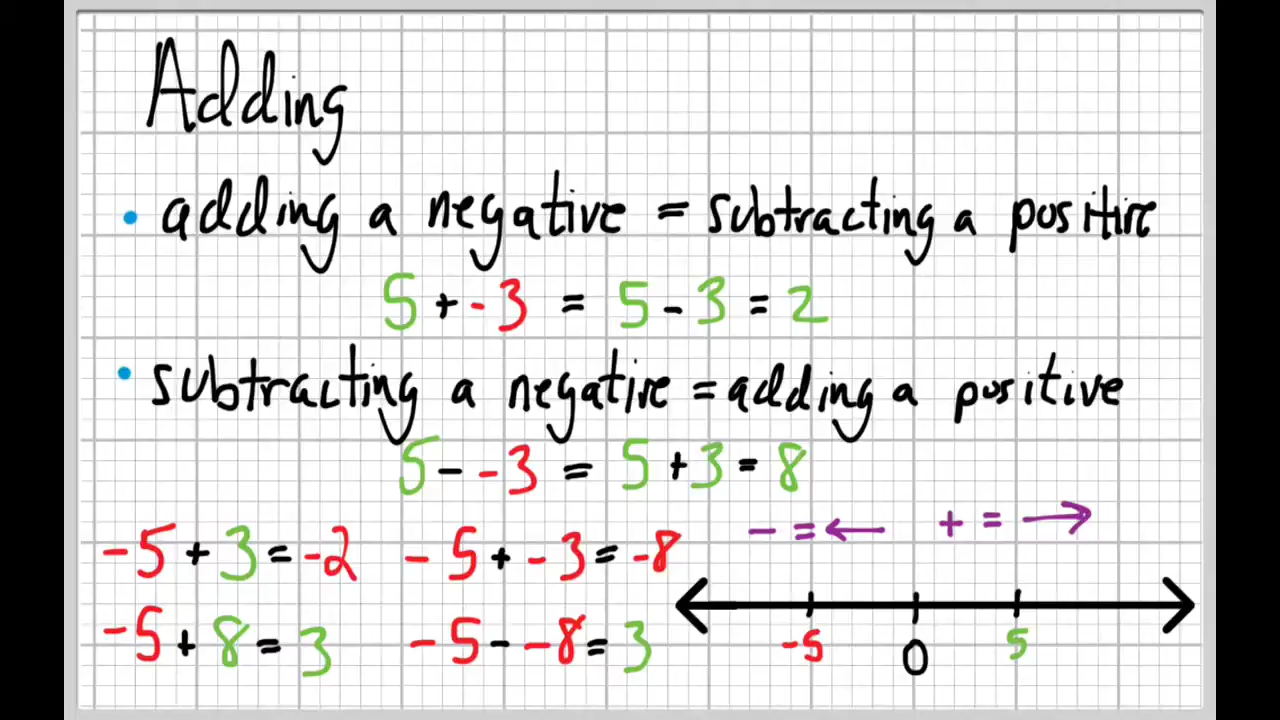 Adding
• adding a negative = subtracting a positive
5 + -3 = 5 - 3 = 2
• subtracting a negative = adding a positive
5 - -3 = 5 + 3 = 8
- = ← + = →
-5 + 3 = -2 -5 + -3 = -8
-5 + 8 = 3 -5 - -8 = 3
-5 0 5